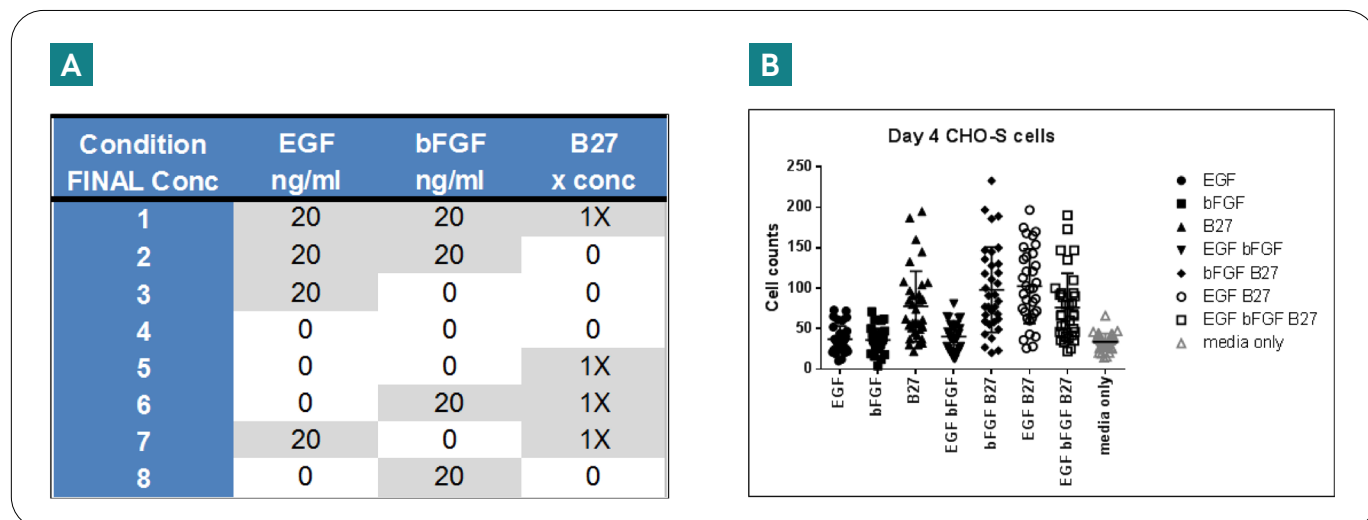 A
Condition EGF bFGF B27
FINAL Conc ng/ml ng/ml x conc
1 20 20 1X
2 20 20 0
3 20 0 0
4 0 0 0
5 0 0 1X
6 0 20 1X
7 20 0 1X
8 0 20 0
B
Day 4 CHO-S cells
Cell counts
250
200
150
100
50
0
EGF
bFGF
B27
EGF bFGF
bFGF B27
EGF B27
EGF bFGF B27
media only
EGF
bFGF
B27
EGF bFGF
bFGF B27
EGF B27
EGF bFGF B27
media only